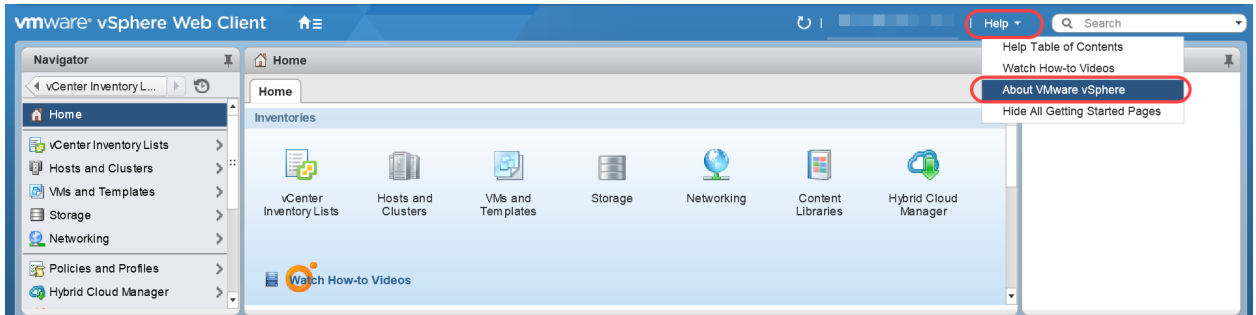 vmware® vSphere Web Client
Help
Search
Help Table of Contents
Watch How-to Videos
About VMware vSphere
Hide All Getting Started Pages
Navigator
vCenter Inventory L...
Home
vCenter Inventory Lists
Hosts and Clusters
VMs and Templates
Storage
Networking
Policies and Profiles
Hybrid Cloud Manager
Home
Home
Inventories
vCenter
Inventory Lists
Hosts and
Clusters
VMs and
Templates
Storage
Networking
Content
Libraries
Hybrid Cloud
Manager
Watch How-to Videos